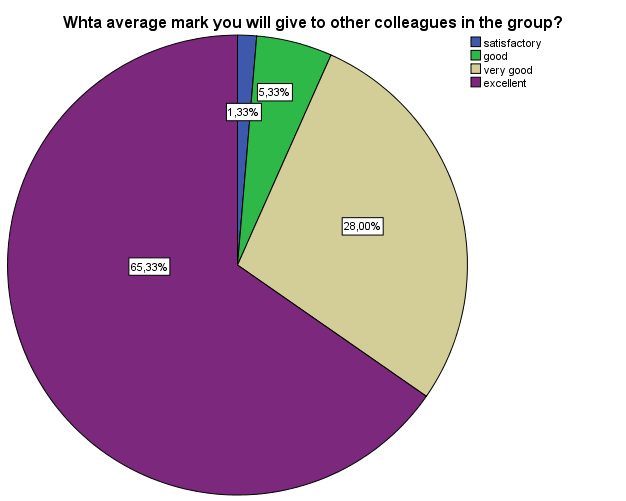 Whta average mark you will give to other colleagues in the group?
satisfactory
good
very good
excellent
5,33%
1,33%
28,00%
65,33%